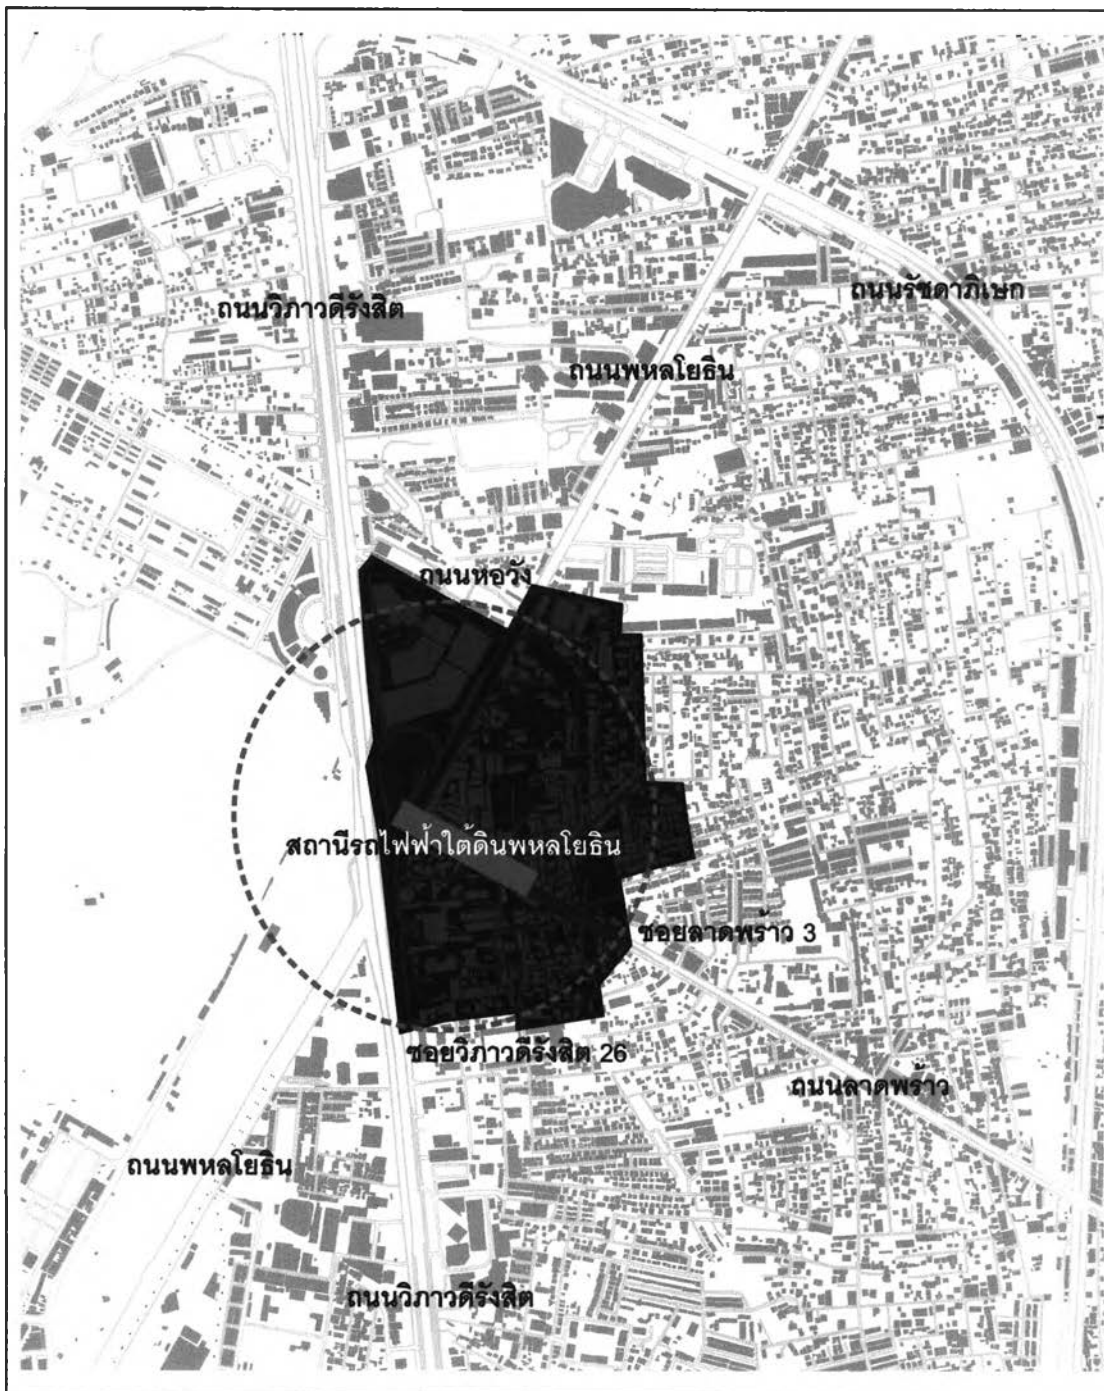 ถนนวิภาวดีรังสิต
ถนนรัชดาภิเษก
ถนนพหลโยธิน
ถนนหอวัง
สถานีรถไฟฟ้าใต้ดินพหลโยธิน
ซอยลาดพร้าว 3
ซอยวิภาวดีรังสิต 26
ถนนลาดพร้าว
ถนนพหลโยธิน
ถนนวิภาวดีรังสิต